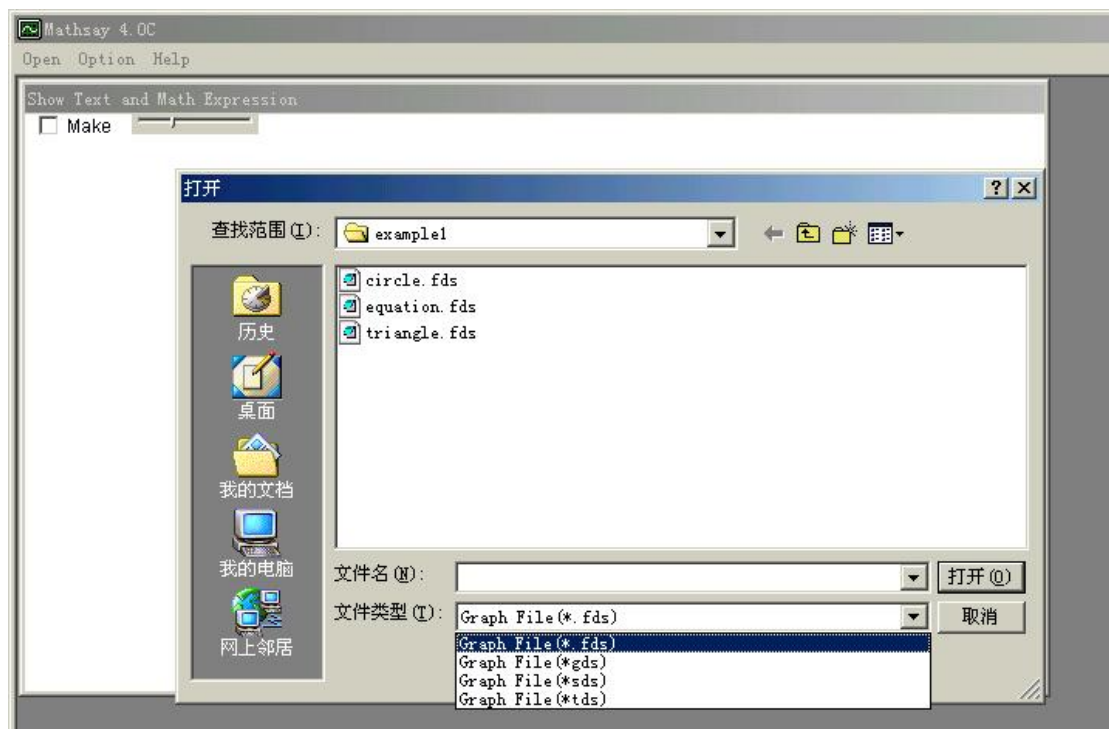 Mathsay 4.0C
Open Option Help
Show Text and Math Expression
Make
打开
查找范围(I):
example1
circle.fds
equation.fds
triangle.fds
历史
桌面
我的文档
我的电脑
网上邻居
文件名(N):
打开(O)
文件类型(T):
Graph File(*.fds)
取消
Graph File(*.fds)
Graph File(*gds)
Graph File(*sds)
Graph File(*tds)